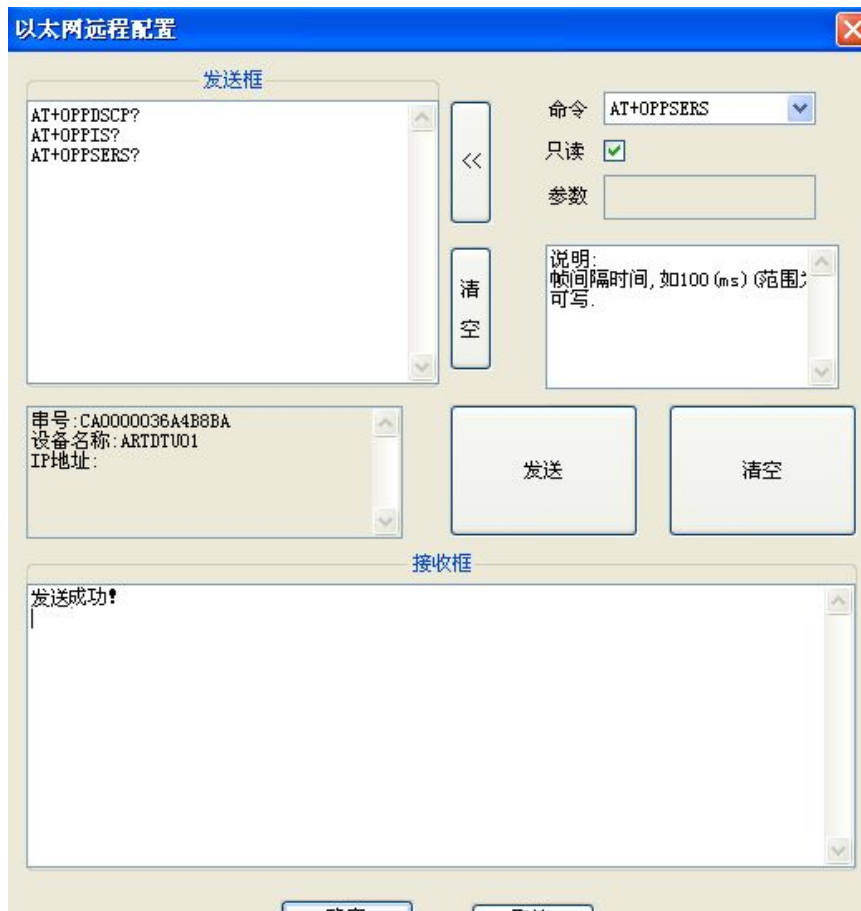 以太网远程配置
发送框
AT+OPPDSCP?
AT+OPPIS?
AT+OPPSERS?
<<
清
空
命令 AT+OPPSERS
只读
参数
说明:
帧间隔时间,如100(ms)(范围
可写.
串号:CA0000036A4B8BA
设备名称:ARTDTU01
IP地址:
发送
清空
接收框
发送成功!